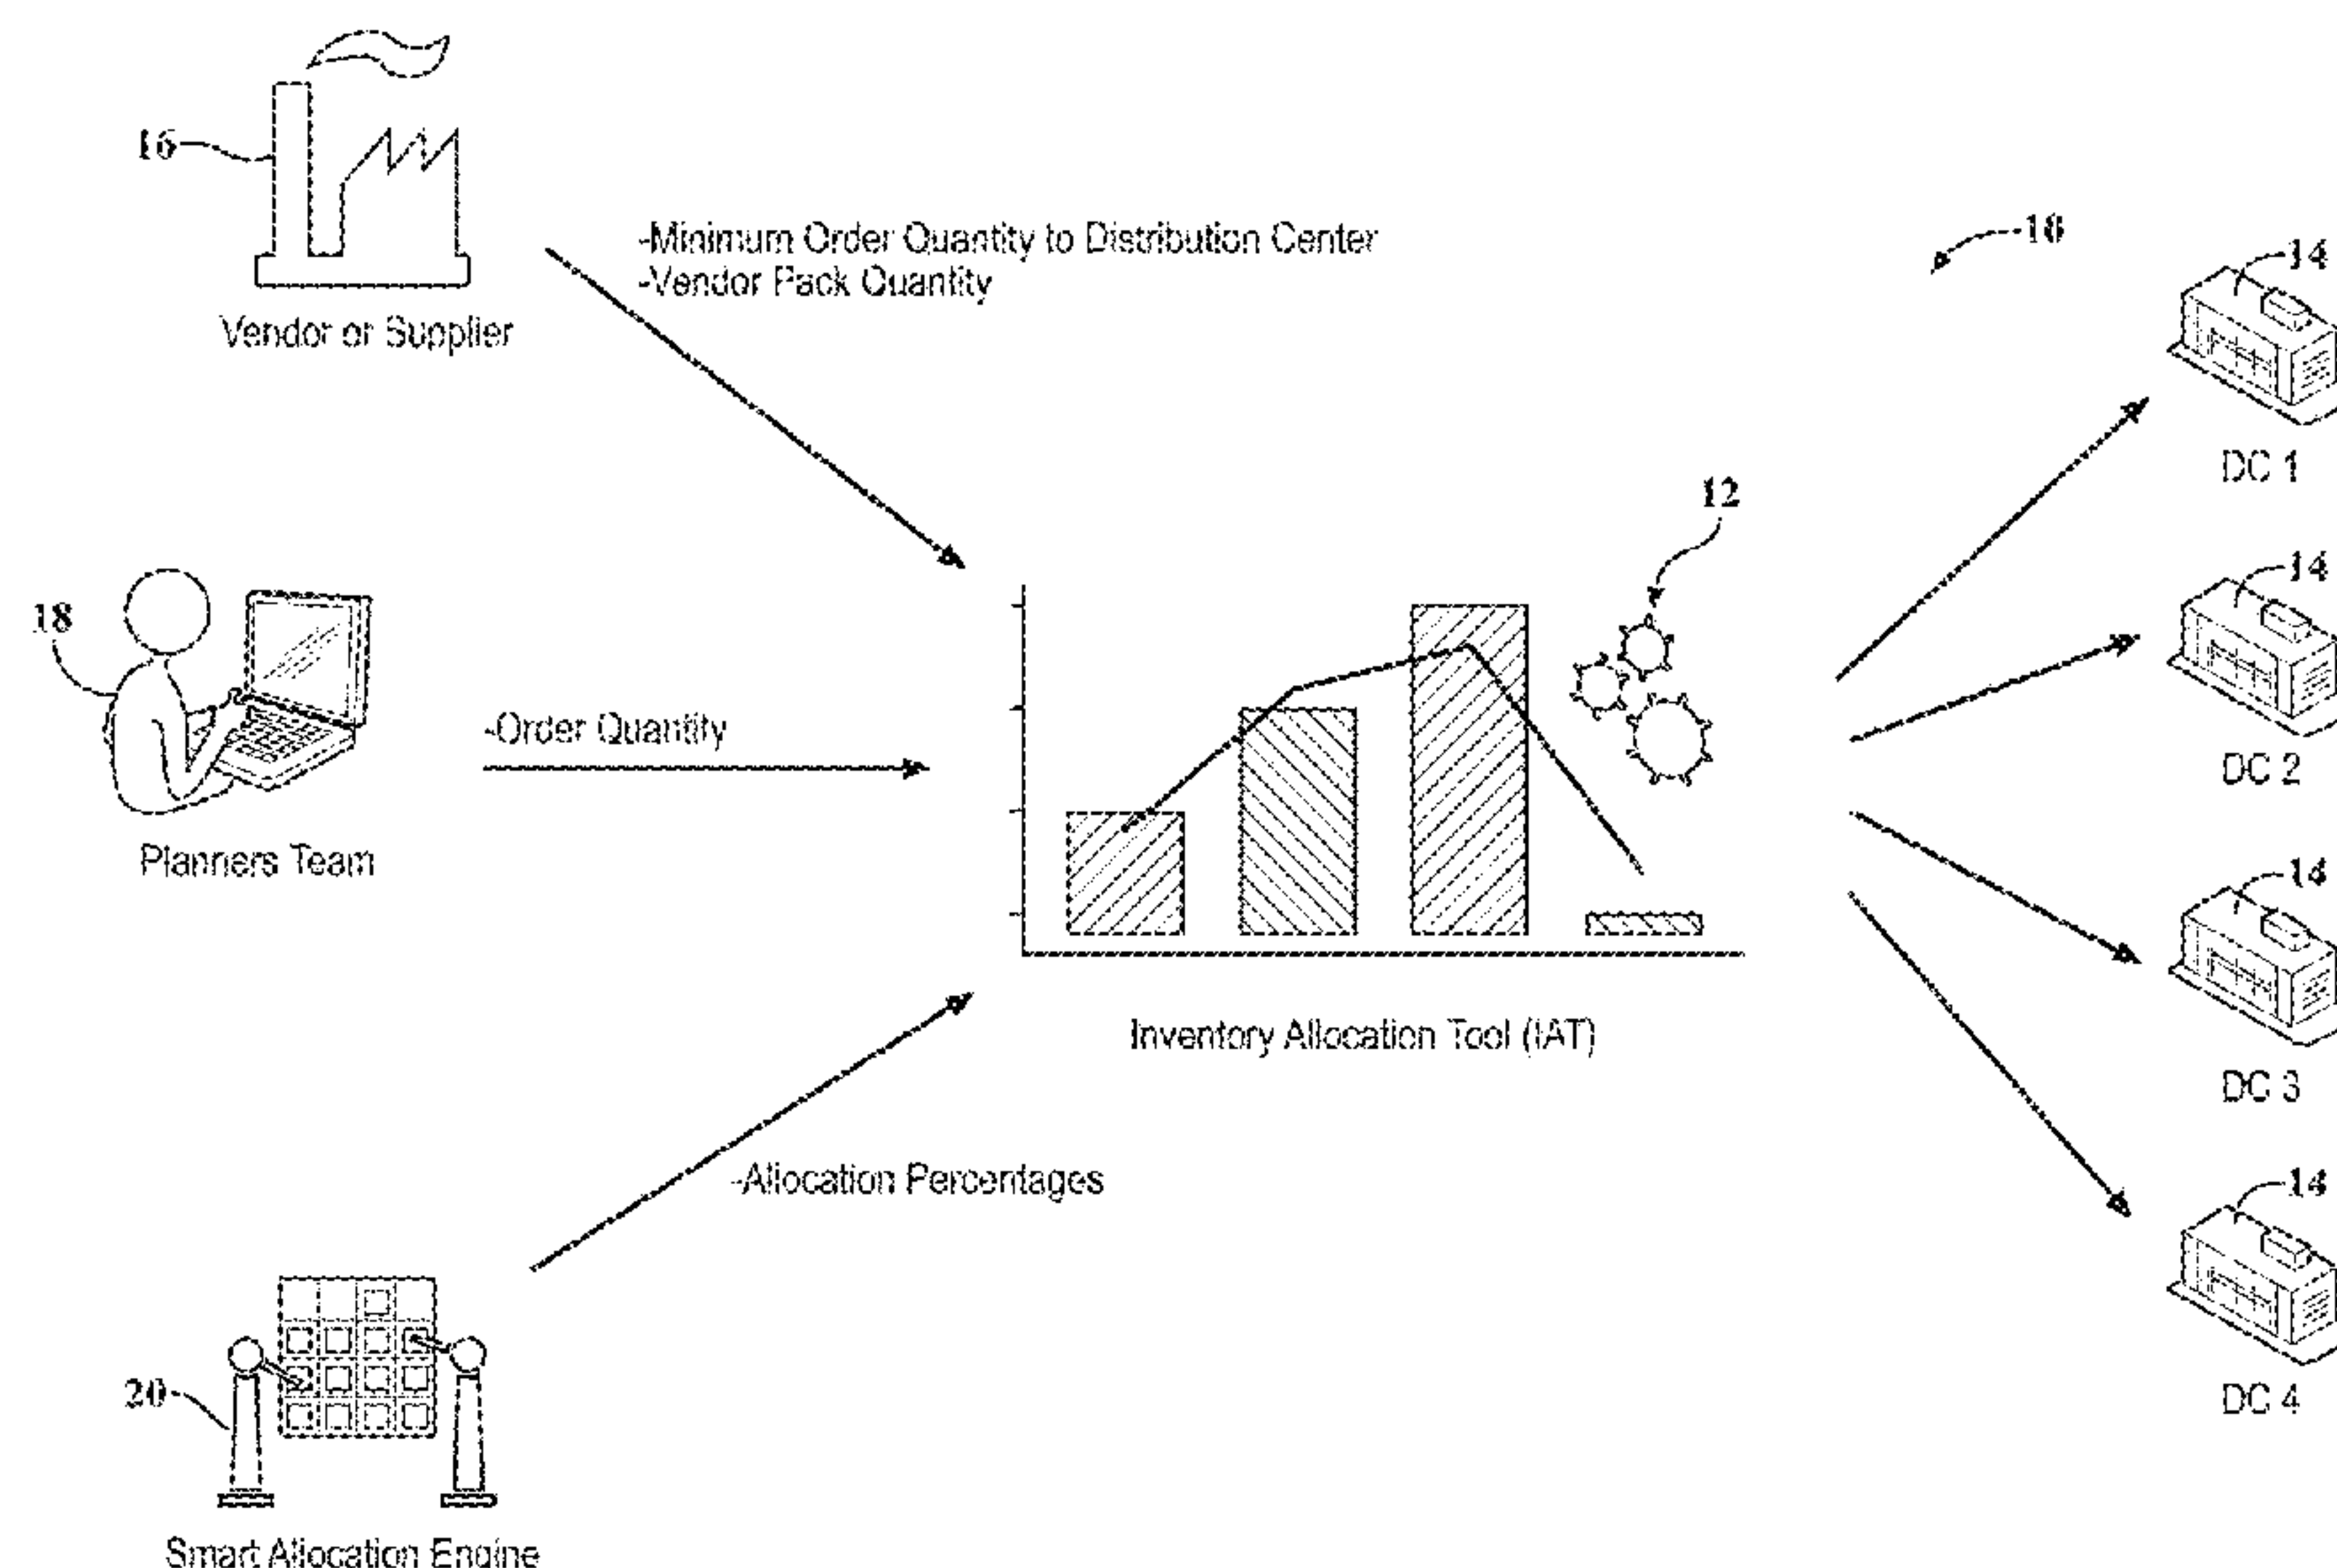 16
Vendor or Supplier
-Minimum Order Quantity to Distribution Center
-Vendor Pack Quantity
10
14
DC 1
12
14
DC 2
18
-Order Quantity
Planners Team
14
DC 3
Inventory Allocation Tool (IAT)
-Allocation Percentages
14
DC 4
20
Smart Allocation Engine